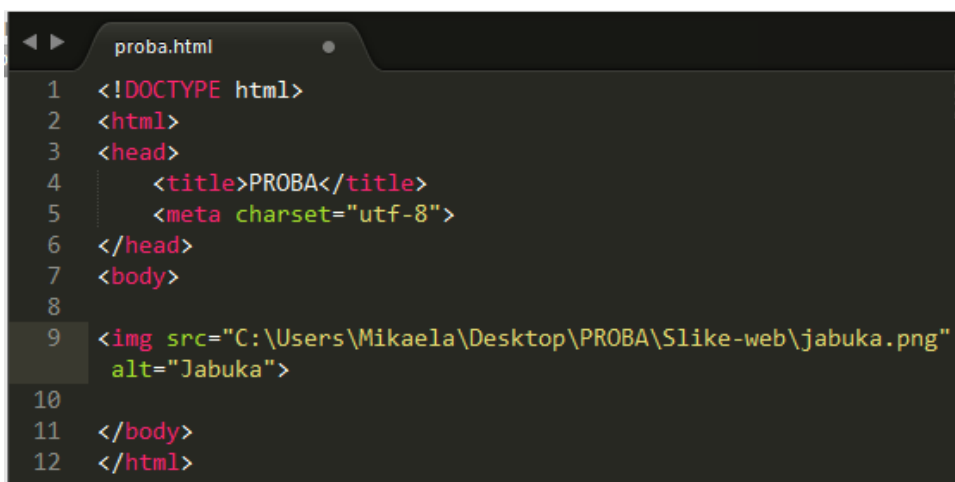 proba.html
1 <!DOCTYPE html>
2 <html>
3 <head>
4 <title>PROBA</title>
5 <meta charset="utf-8">
6 </head>
7 <body>
8
9 <img src="C:\Users\Mikaela\Desktop\PROBA\Slike-web\jabuka.png"
alt="Jabuka">
10
11 </body>
12 </html>